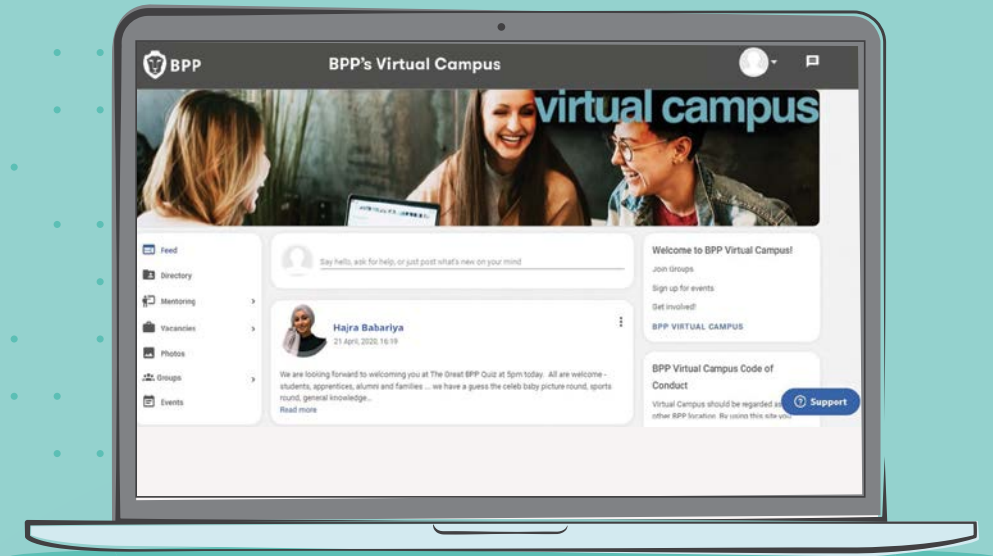 BPP
BPP's Virtual Campus
virtual campus
Feed
Directory
Mentoring
Vacancies
Photos
Groups
Events
Say hello, ask for help, or just post what's new on your mind
Hajra Babariya
21 April, 2020, 16:19
We are looking forward to welcoming you at The Great BPP Quiz at 5pm today. All are welcome -
students, apprentices, alumni and families ... we have a guess the celeb baby picture round, sports
round, general knowledge...
Read more
Welcome to BPP Virtual Campus!
Join Groups
Sign up for events
Get involved!
BPP VIRTUAL CAMPUS
BPP Virtual Campus Code of
Conduct
Virtual Campus should be regarded as
other BPP location. By using this site you
Support